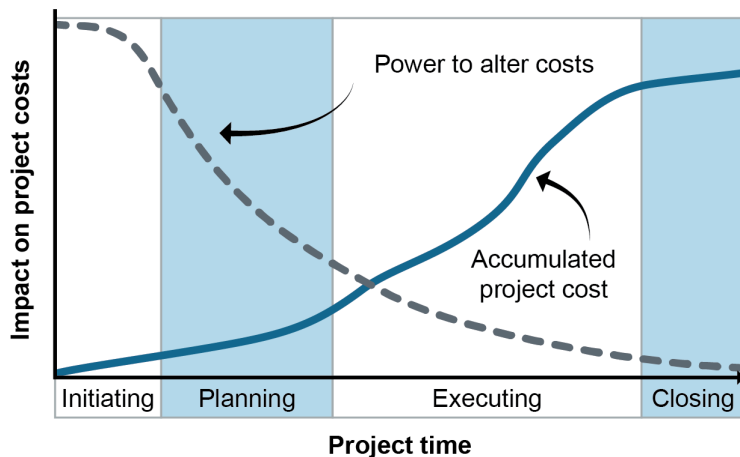 Impact on project costs
Power to alter costs
Accumulated
project cost
Initiating
Planning
Executing
Closing
Project time